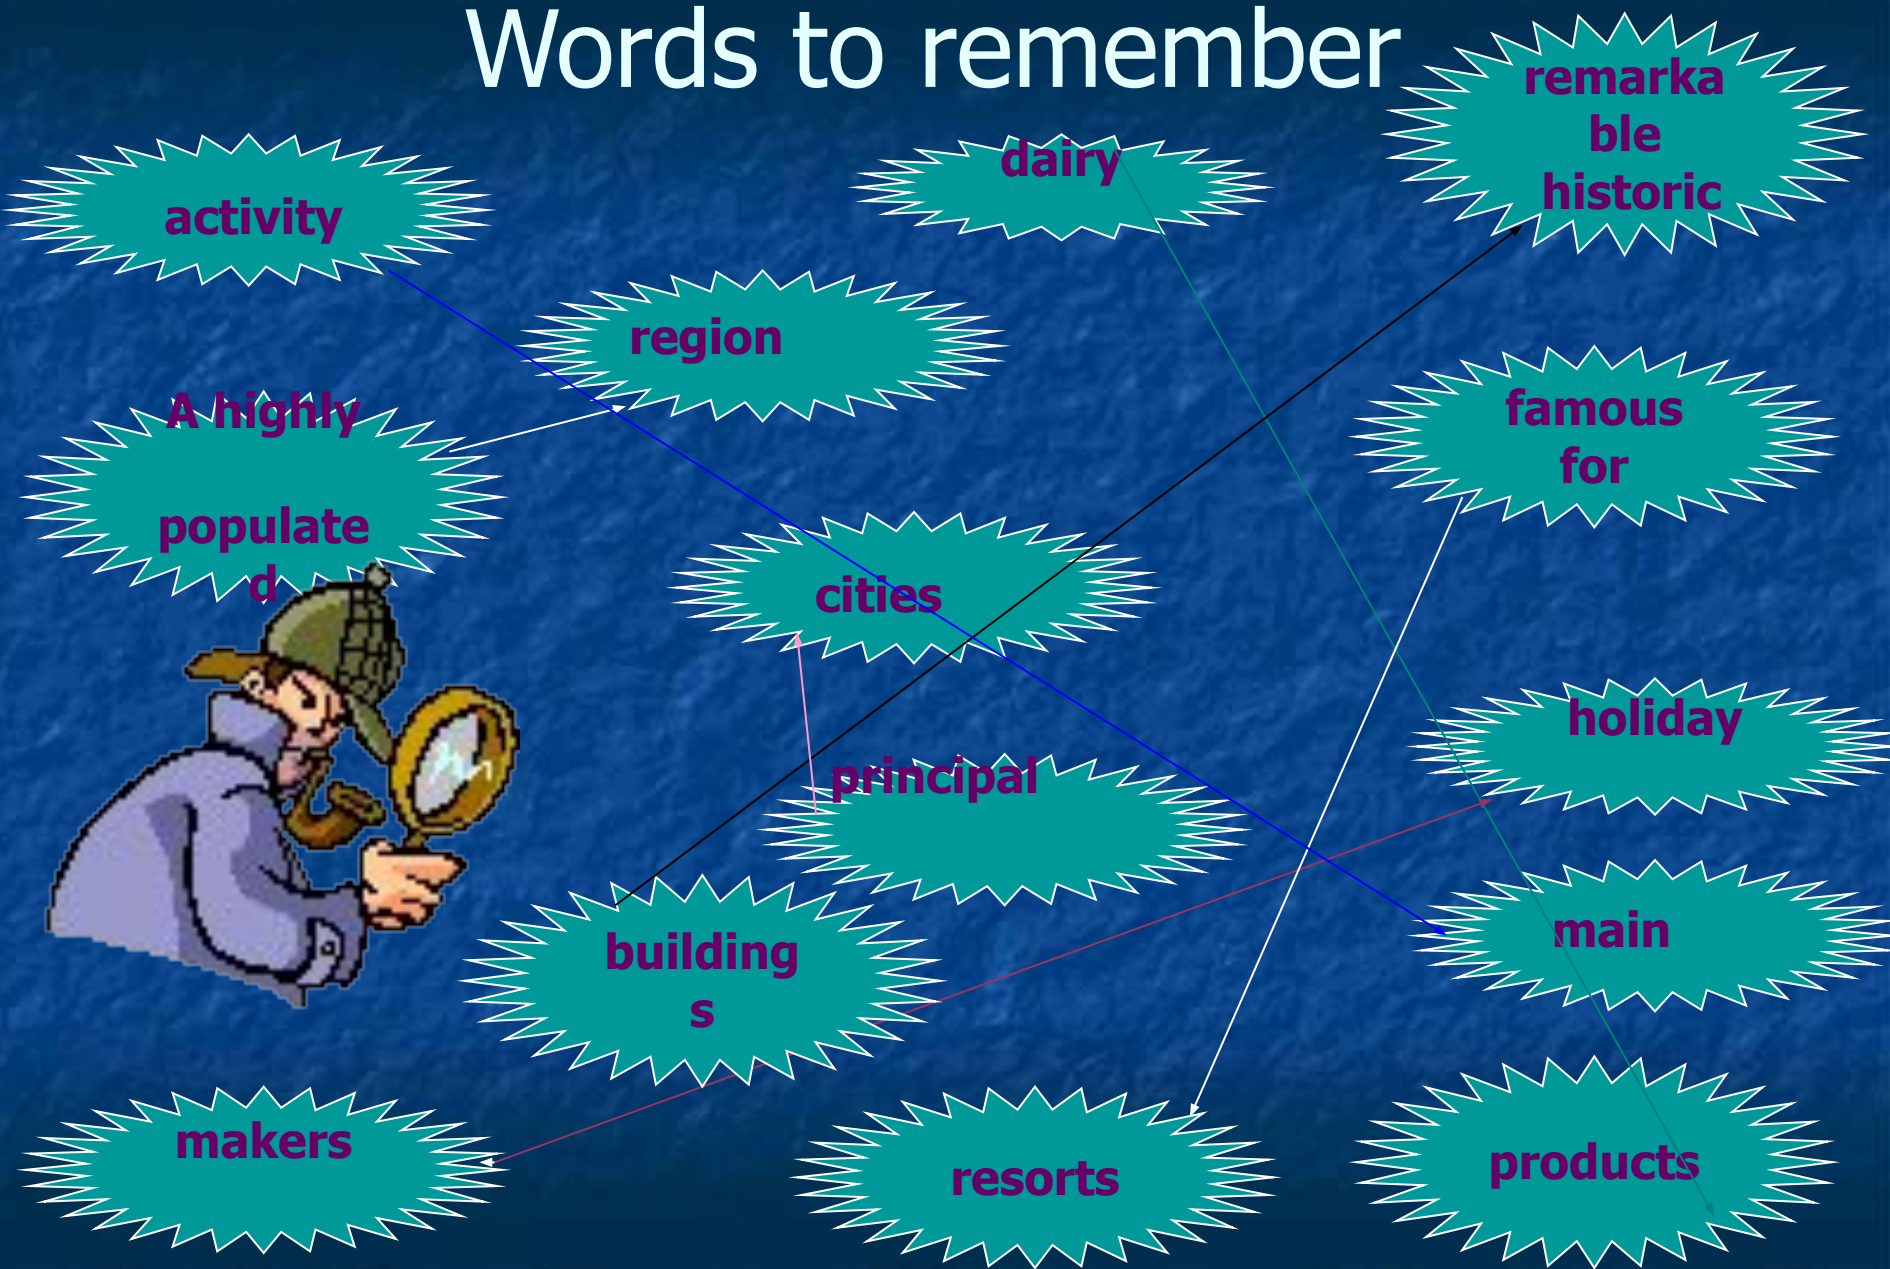 Words to remember
remarka
ble
historic
dairy
activity
region
A highly
populate
d
famous
for
cities
holiday
principal
main
building
s
makers
resorts
products